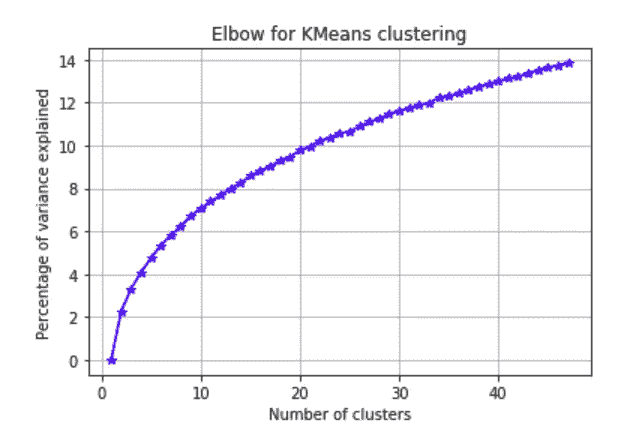 Elbow for KMeans clustering
Percentage of variance explained
14
12
10
8
6
4
2
0
0 10 20 30 40
Number of clusters